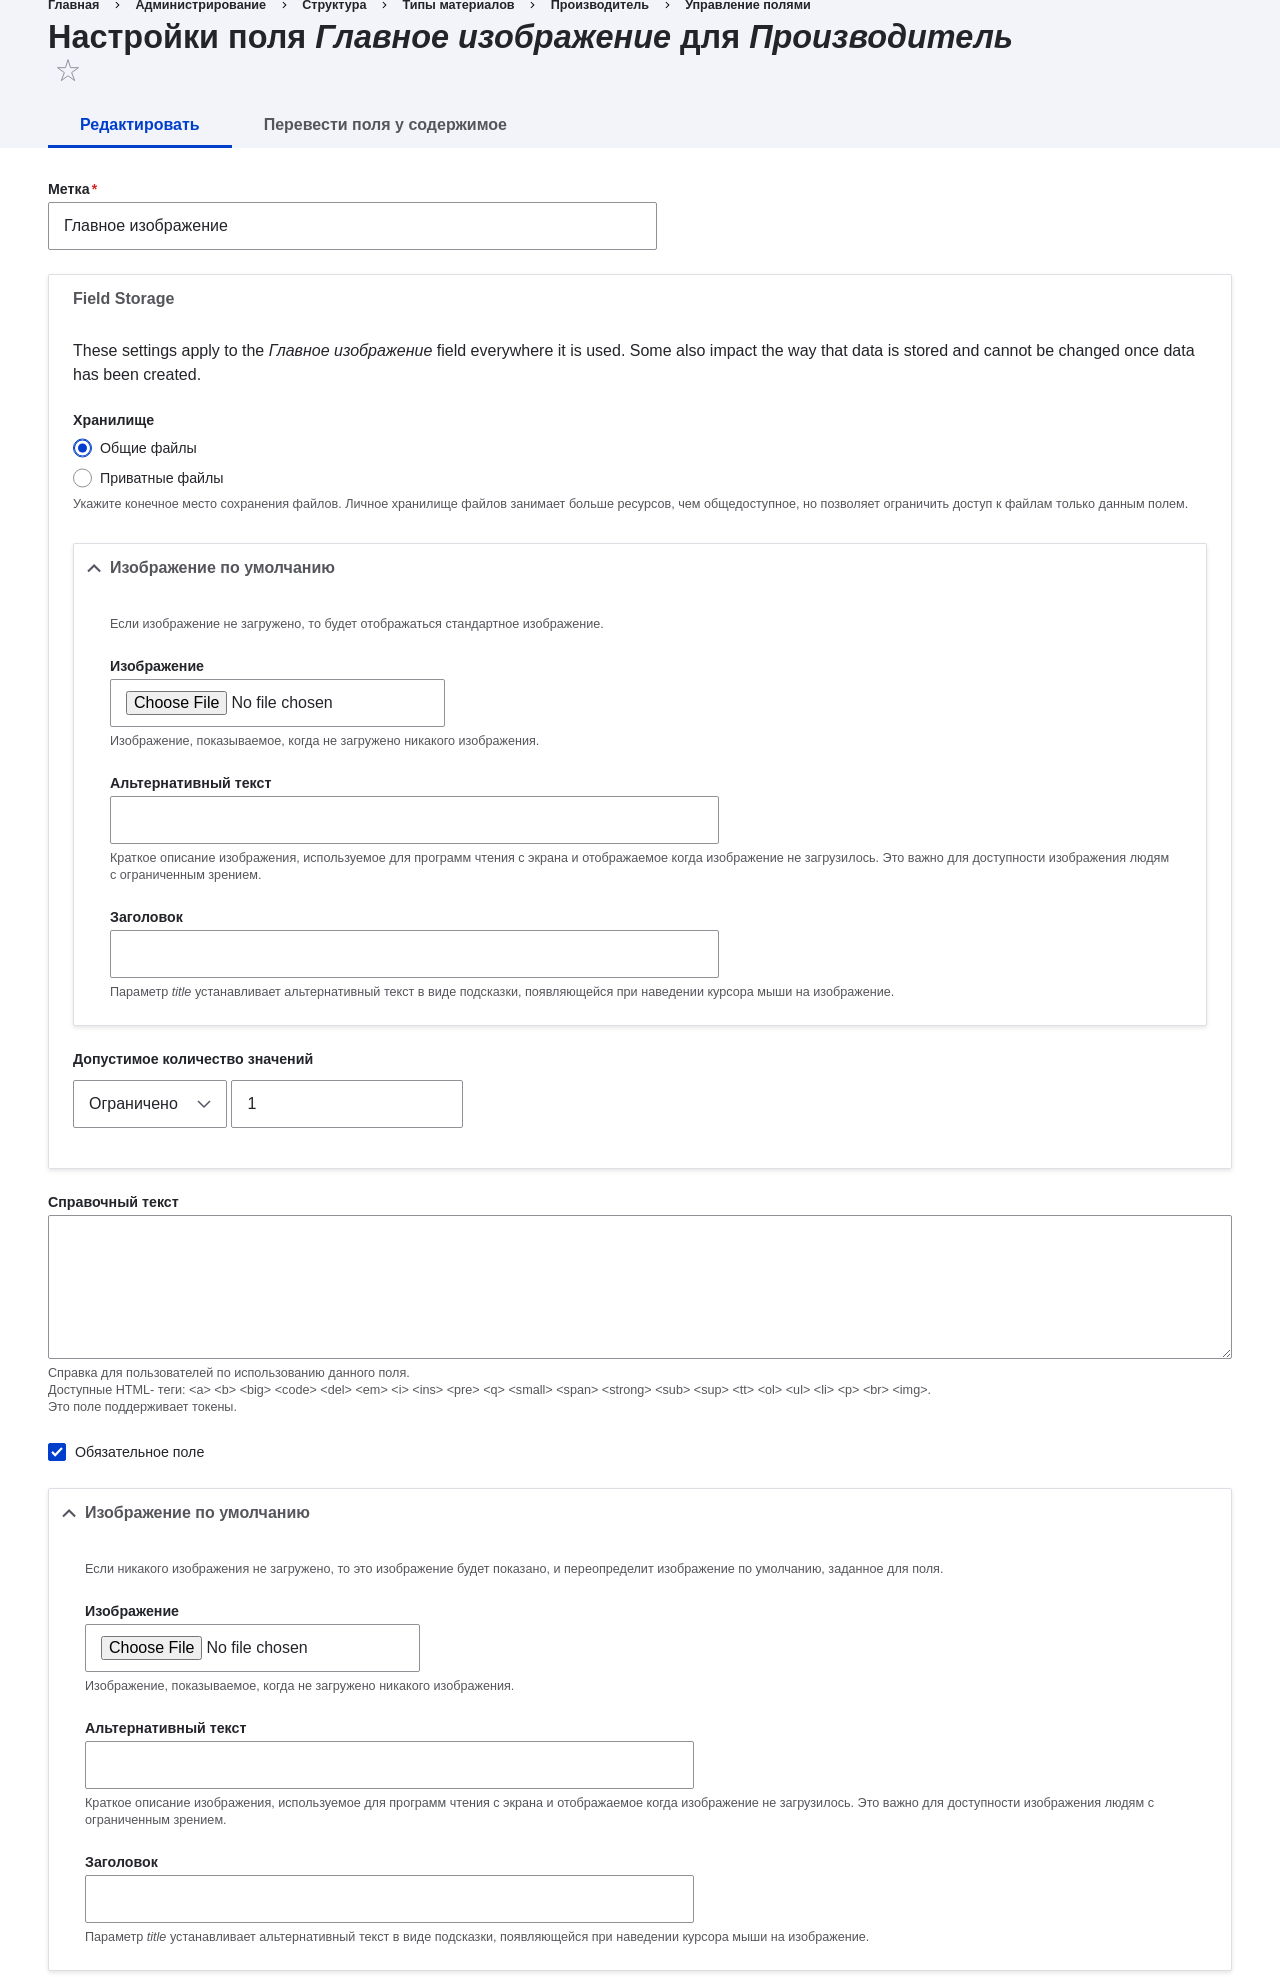 Главная › Администрирование › Структура › Типы материалов › Производитель › Управление полями
Настройки поля Главное изображение для Производитель
Редактировать Перевести поля у содержимое
Метка*
Главное изображение
Field Storage
These settings apply to the Главное изображение field everywhere it is used. Some also impact the way that data is stored and cannot be changed once data
has been created.
Хранилище
Общие файлы
Приватные файлы
Укажите конечное место сохранения файлов. Личное хранилище файлов занимает больше ресурсов, чем общедоступное, но позволяет ограничить доступ к файлам только данным полем.
Изображение по умолчанию
Если изображение не загружено, то будет отображаться стандартное изображение.
Изображение
Choose File No file chosen
Изображение, показываемое, когда не загружено никакого изображения.
Альтернативный текст
Краткое описание изображения, используемое для программ чтения с экрана и отображаемое когда изображение не загрузилось. Это важно для доступности изображения людям
с ограниченным зрением.
Заголовок
Параметр title устанавливает альтернативный текст в виде подсказки, появляющейся при наведении курсора мыши на изображение.
Допустимое количество значений
Ограничено 1
Справочный текст
Справка для пользователей по использованию данного поля.
Доступные HTML- теги: <a> <b> <big> <code> <del> <em> <i> <ins> <pre> <q> <small> <span> <strong> <sub> <sup> <tt> <ol> <ul> <li> <p> <br> <img>.
Это поле поддерживает токены.
Обязательное поле
Изображение по умолчанию
Если никакого изображения не загружено, то это изображение будет показано, и переопределит изображение по умолчанию, заданное для поля.
Изображение
Choose File No file chosen
Изображение, показываемое, когда не загружено никакого изображения.
Альтернативный текст
Краткое описание изображения, используемое для программ чтения с экрана и отображаемое когда изображение не загрузилось. Это важно для доступности изображения людям с
ограниченным зрением.
Заголовок
Параметр title устанавливает альтернативный текст в виде подсказки, появляющейся при наведении курсора мыши на изображение.